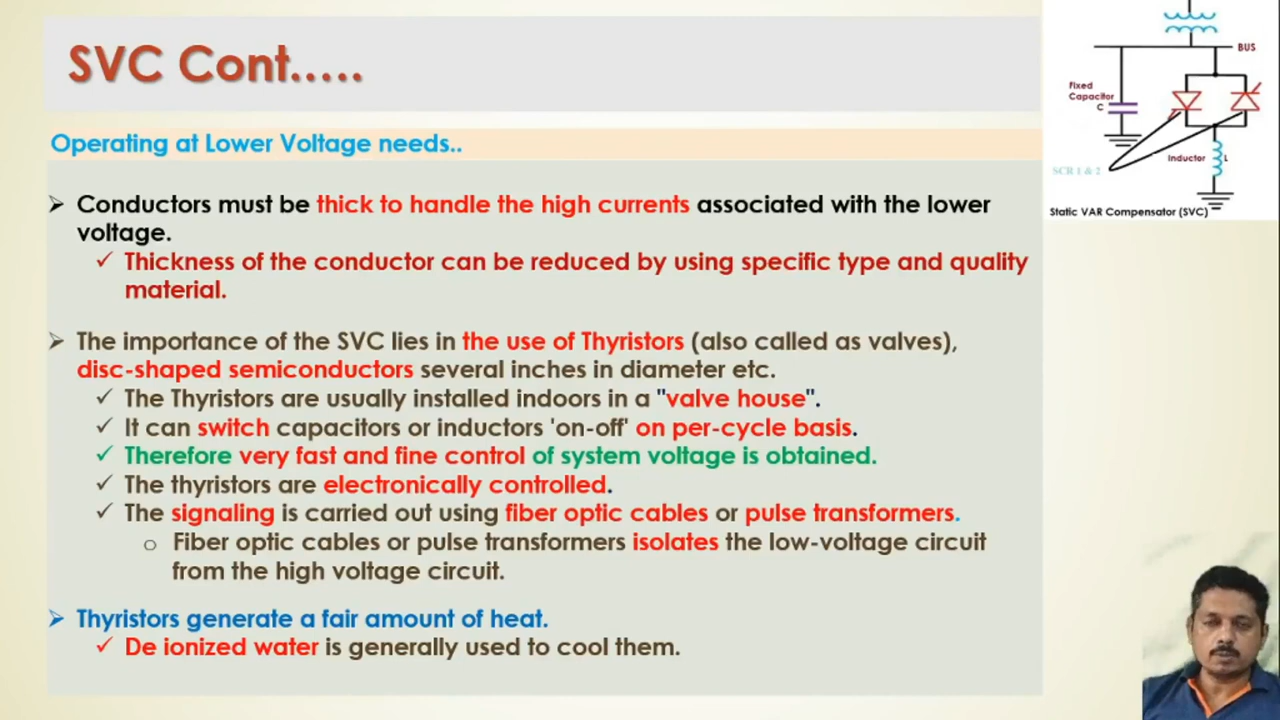 SVC Cont.....
BUS
Fixed
Capacitor
C
Inductor
L
SCR 1 & 2
Static VAR Compensator (SVC)
Operating at Lower Voltage needs..
Conductors must be thick to handle the high currents associated with the lower
voltage.
Thickness of the conductor can be reduced by using specific type and quality
material.
The importance of the SVC lies in the use of Thyristors (also called as valves),
disc-shaped semiconductors several inches in diameter etc.
The Thyristors are usually installed indoors in a "valve house".
It can switch capacitors or inductors 'on-off' on per-cycle basis.
Therefore very fast and fine control of system voltage is obtained.
The thyristors are electronically controlled.
The signaling is carried out using fiber optic cables or pulse transformers.
Fiber optic cables or pulse transformers isolates the low-voltage circuit
from the high voltage circuit.
Thyristors generate a fair amount of heat.
De ionized water is generally used to cool them.